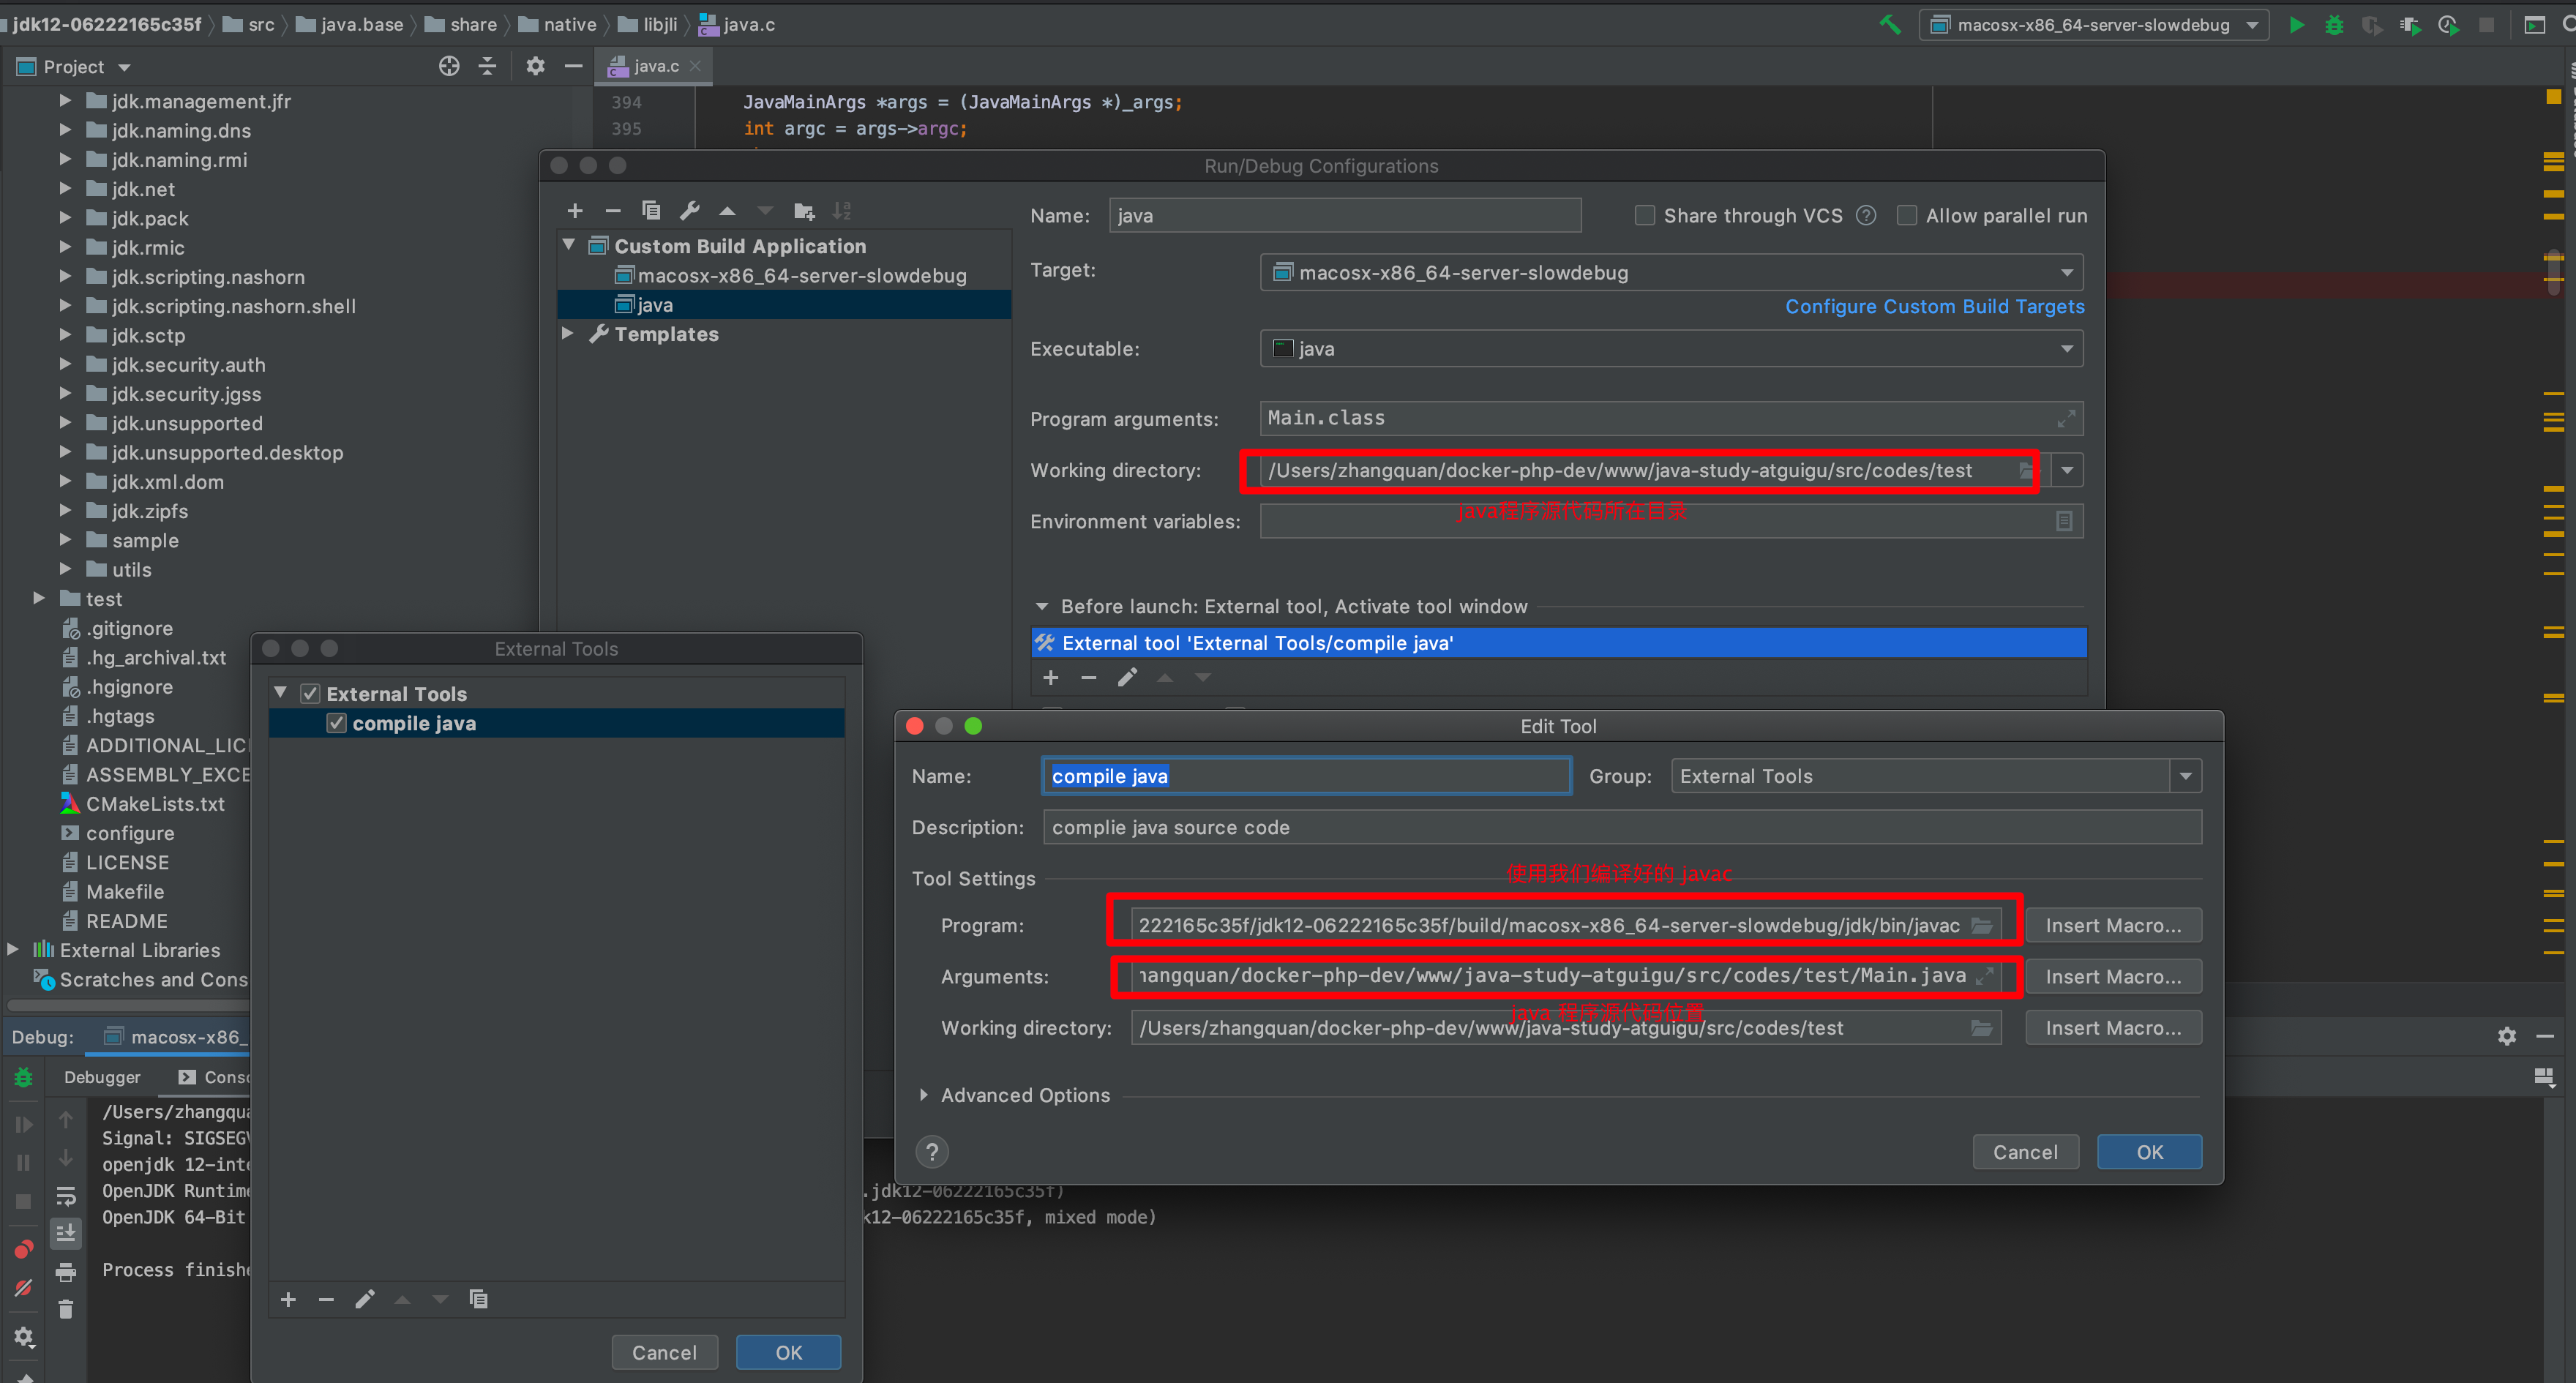 jdk12-06222165c35f src java.base share native libjli java.c
macosx-x86_64-server-slowdebug
Project
java.c
jdk.management.jfr
jdk.naming.dns
jdk.naming.rmi
jdk.net
jdk.pack
jdk.rmic
jdk.scripting.nashorn
jdk.scripting.nashorn.shell
jdk.sctp
jdk.security.auth
jdk.security.jgss
jdk.unsupported
jdk.unsupported.desktop
jdk.xml.dom
jdk.zipfs
sample
utils
test
.gitignore
.hg_archival.txt
.hgignore
.hgtags
ADDITIONAL_LIC
ASSEMBLY_EXCE
CMakeLists.txt
configure
LICENSE
Makefile
README
External Libraries
Scratches and Cons
394 JavaMainArgs *args = (JavaMainArgs *)_args;
395 int argc = args->argc;
Run/Debug Configurations
Custom Build Application
macosx-x86_64-server-slowdebug
java
Templates
Name: java
Share through VCS ? Allow parallel run
Target: macosx-x86_64-server-slowdebug
Configure Custom Build Targets
Executable: java
Program arguments: Main.class
Working directory: /Users/zhangquan/docker-php-dev/www/java-study-atguigu/src/codes/test
java程序源代码所在目录
Environment variables:
Before launch: External tool, Activate tool window
External tool 'External Tools/compile java'
External Tools
External Tools
compile java
Cancel OK
Edit Tool
Name: compile java Group: External Tools
Description: complie java source code
使用我们编译好的 javac
Tool Settings
Program: 222165c35f/jdk12-06222165c35f/build/macosx-x86_64-server-slowdebug/jdk/bin/javac Insert Macro...
Arguments: hangquan/docker-php-dev/www/java-study-atguigu/src/codes/test/Main.java Insert Macro...
java 程序源代码位置
Working directory: /Users/zhangquan/docker-php-dev/www/java-study-atguigu/src/codes/test Insert Macro...
Advanced Options
? Cancel OK
Debug: macosx-x86_
Debugger Conso
/Users/zhangqua
Signal: SIGSEGV
openjdk 12-inte
OpenJDK Runtime .jdk12-06222165c35f)
OpenJDK 64-Bit k12-06222165c35f, mixed mode)
Process finishe